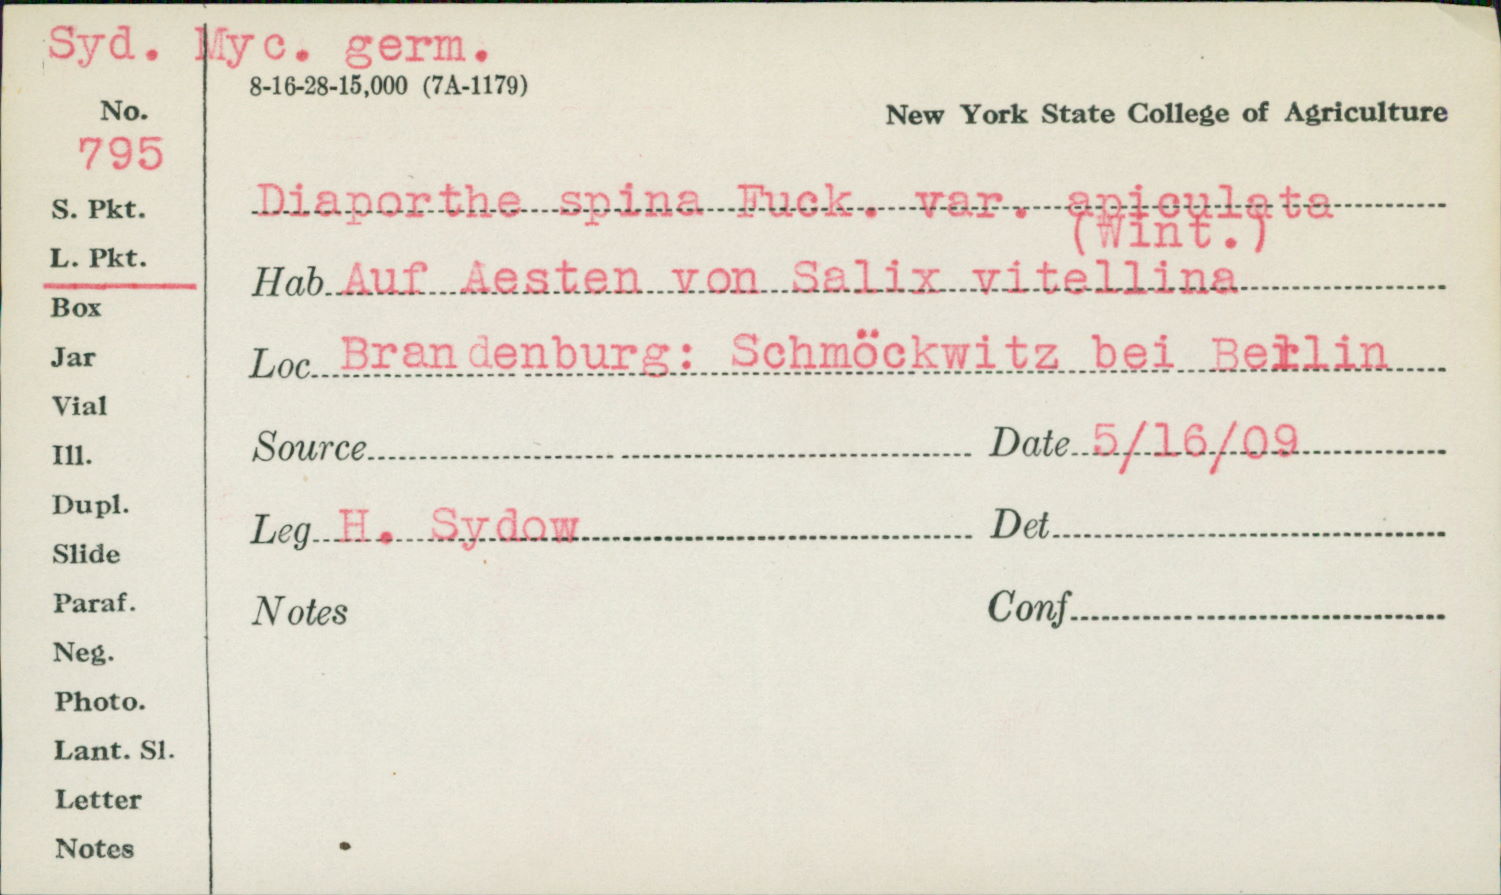 Syd. Myc. germ.
8-16-28-15,000 (7A-1179)
No.
New York State College of Agriculture
795
Diaporthe spina Fuck. var. apiculata
(Wint.)
S. Pkt.
L. Pkt.
Hab. Auf Aesten von Salix vitellina
Box
Jar
Loc. Brandenburg: Schmöckwitz bei Berlin
Vial
Ill.
Source Date 5/16/09
Dupl.
Leg. H. Sydow Det.
Slide
Paraf.
Notes Conf.
Neg.
Photo.
Lant. Sl.
Letter
Notes